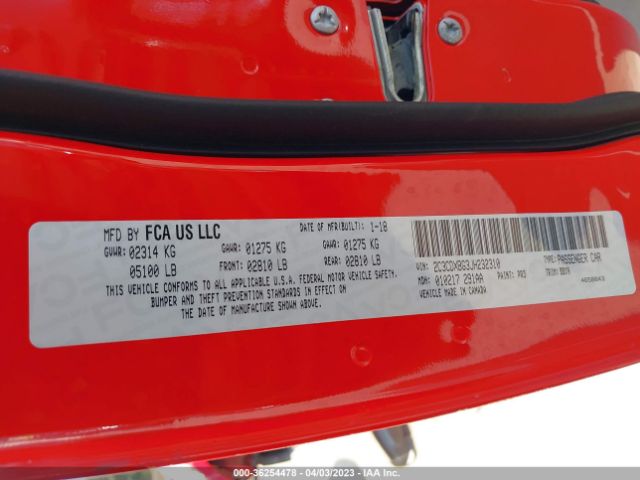 MFD BY FCA US LLC
DATE OF MFR(BUILT): 1-18
GVWR: 02314 KG GAWR: 01275 KG GAWR: 01275 KG
05100 LB FRONT: 02810 LB REAR: 02810 LB
THIS VEHICLE CONFORMS TO ALL APPLICABLE U.S.A. FEDERAL MOTOR VEHICLE SAFETY,
BUMPER AND THEFT PREVENTION STANDARDS IN EFFECT ON
THE DATE OF MANUFACTURE SHOWN ABOVE:
VIN: 2C3CDXBG3JH232310
TYPE: PASSENGER CAR
MDH: 010217 291AA PAINT: PR3 TRIM:
VEHICLE MADE IN CANADA
000-36254478 - 04/03/2023 - IAA Inc.